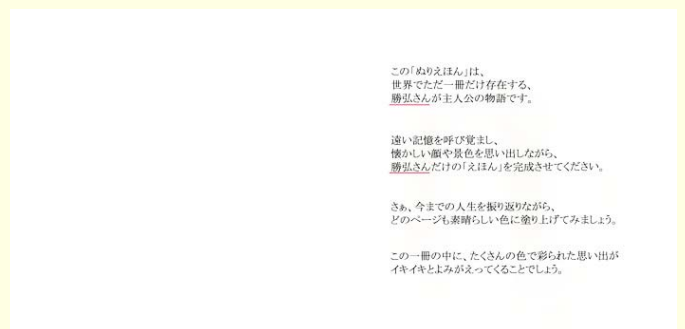 この「ぬりえほん」は、
世界でただ一冊だけ存在する、
勝弘さんが主人公の物語です。
遠い記憶を呼び覚まし、
懐かしい顔や景色を思い出しながら、
勝弘さんだけの「えほん」を完成させてください。
さぁ、今までの人生を振り返りながら、
どのページも素晴らしい色に塗り上げてみましょう。
この一冊の中に、たくさんの色で彩られた思い出が
イキイキとよみがえってくることでしょう。